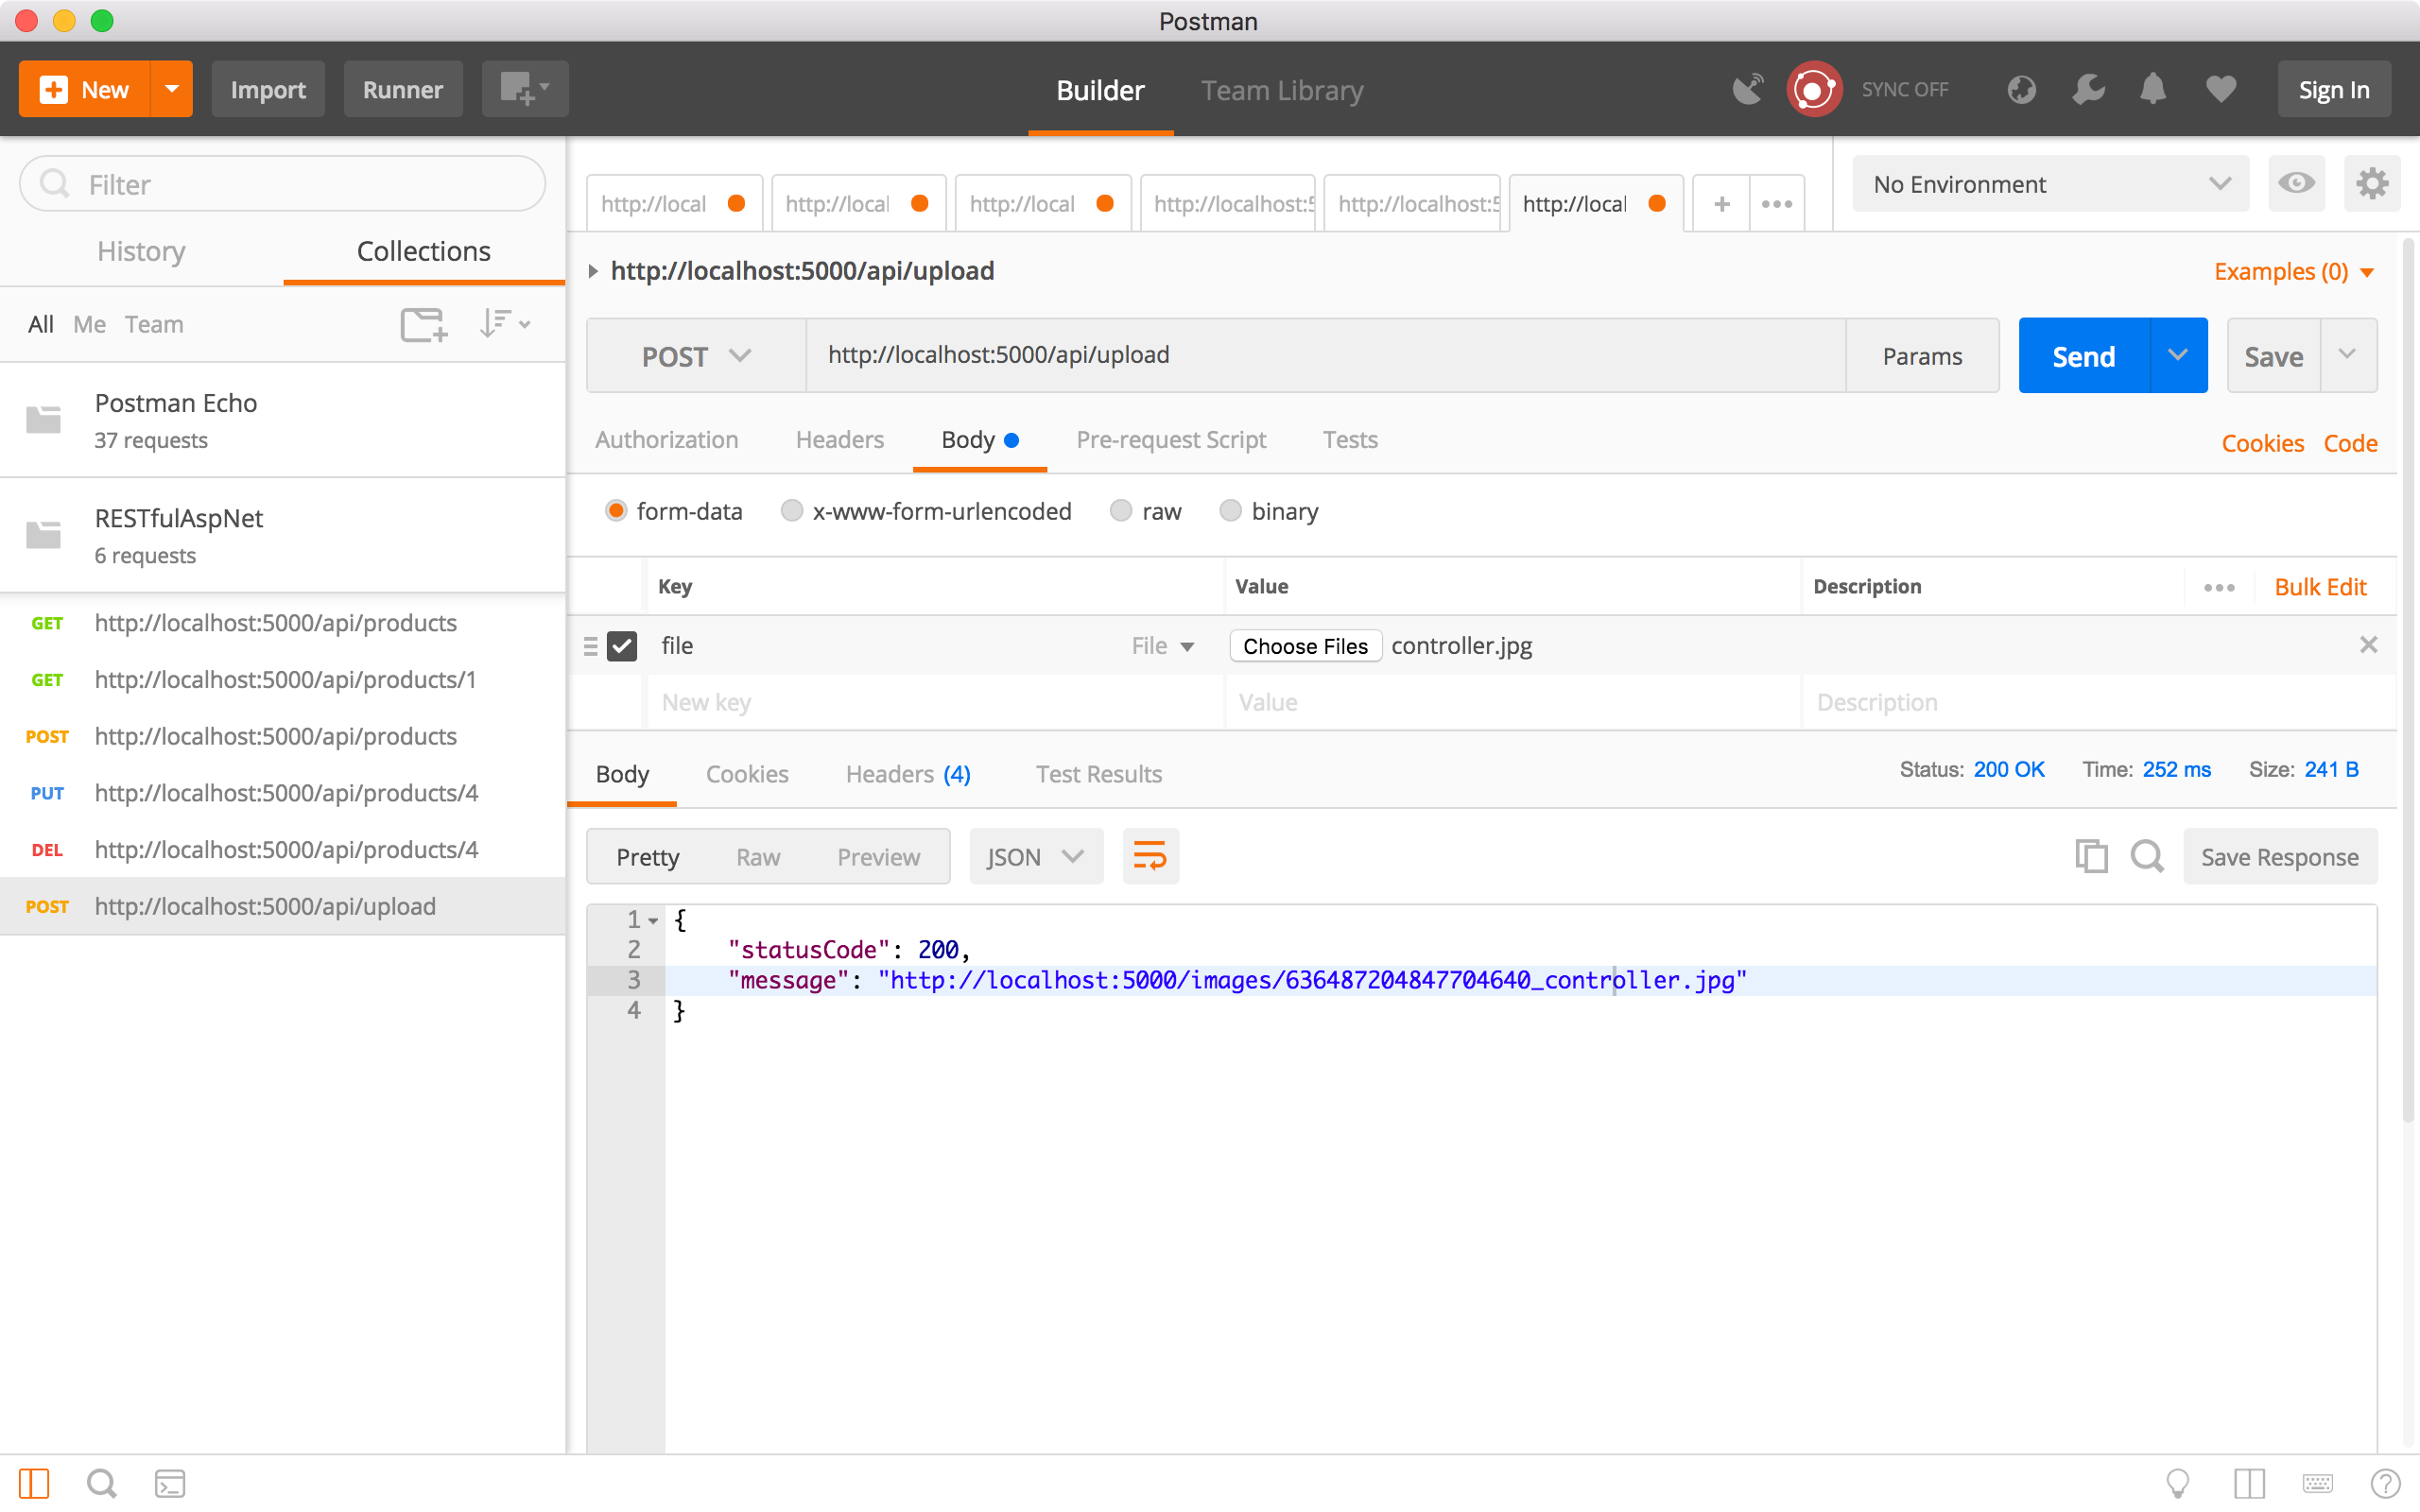 Postman
New
Import
Runner
Builder
Team Library
SYNC OFF
Sign In
Filter
History
Collections
All Me Team
Postman Echo
37 requests
RESTfulAspNet
6 requests
GET http://localhost:5000/api/products
GET http://localhost:5000/api/products/1
POST http://localhost:5000/api/products
PUT http://localhost:5000/api/products/4
DEL http://localhost:5000/api/products/4
POST http://localhost:5000/api/upload
http://local http://local http://local http://localhost:5 http://localhost:5 http://local + •••
No Environment
http://localhost:5000/api/upload
Examples (0)
POST http://localhost:5000/api/upload Params Send Save
Authorization Headers Body Pre-request Script Tests Cookies Code
form-data x-www-form-urlencoded raw binary
Key Value Description ••• Bulk Edit
file File Choose Files controller.jpg
New key Value Description
Body Cookies Headers (4) Test Results Status: 200 OK Time: 252 ms Size: 241 B
Pretty Raw Preview JSON Save Response
1 {
2 "statusCode": 200,
3 "message": "http://localhost:5000/images/636487204847704640_controller.jpg"
4 }